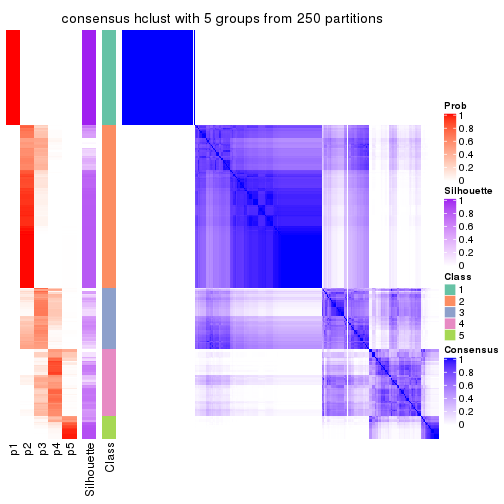 consensus hclust with 5 groups from 250 partitions
Prob
1
0.8
0.6
0.4
0.2
0
Silhouette
1
0.8
0.6
0.4
0.2
0
Class
1
2
3
4
5
Consensus
1
0.8
0.6
0.4
0.2
0
p1
p2
p3
p4
p5
Silhouette
Class